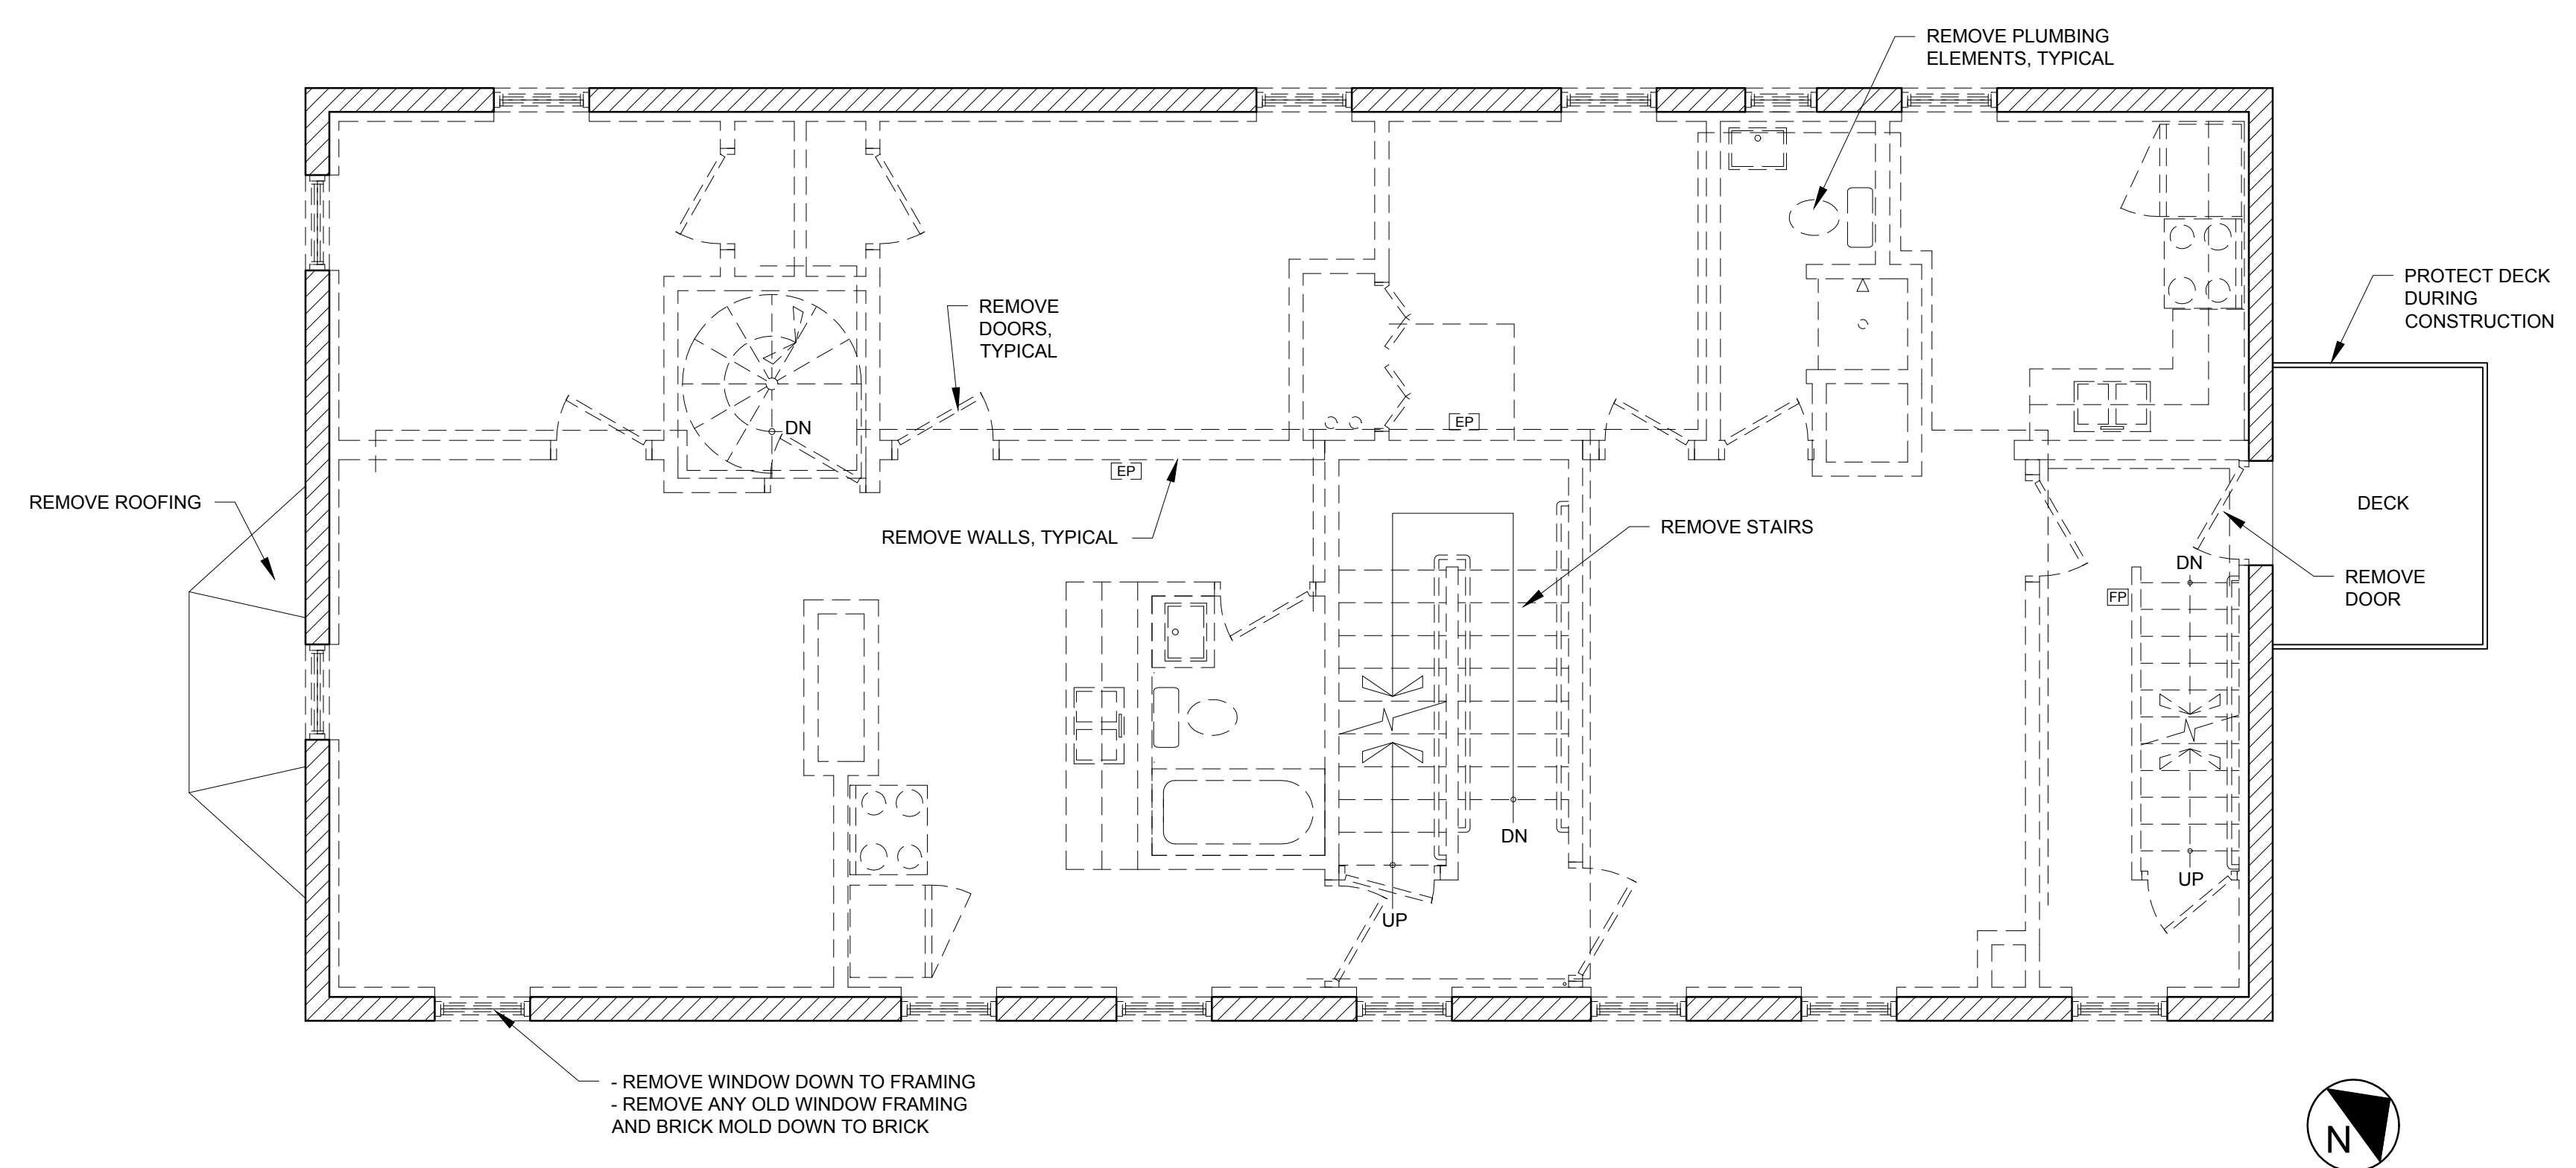 REMOVE PLUMBING
ELEMENTS, TYPICAL
PROTECT DECK
DURING
CONSTRUCTION
REMOVE
DOORS,
TYPICAL
DN
EP
EP
REMOVE ROOFING
REMOVE WALLS, TYPICAL
REMOVE STAIRS
DECK
DN
REMOVE
DOOR
FP
DN
UP
UP
- REMOVE WINDOW DOWN TO FRAMING
- REMOVE ANY OLD WINDOW FRAMING
AND BRICK MOLD DOWN TO BRICK
N